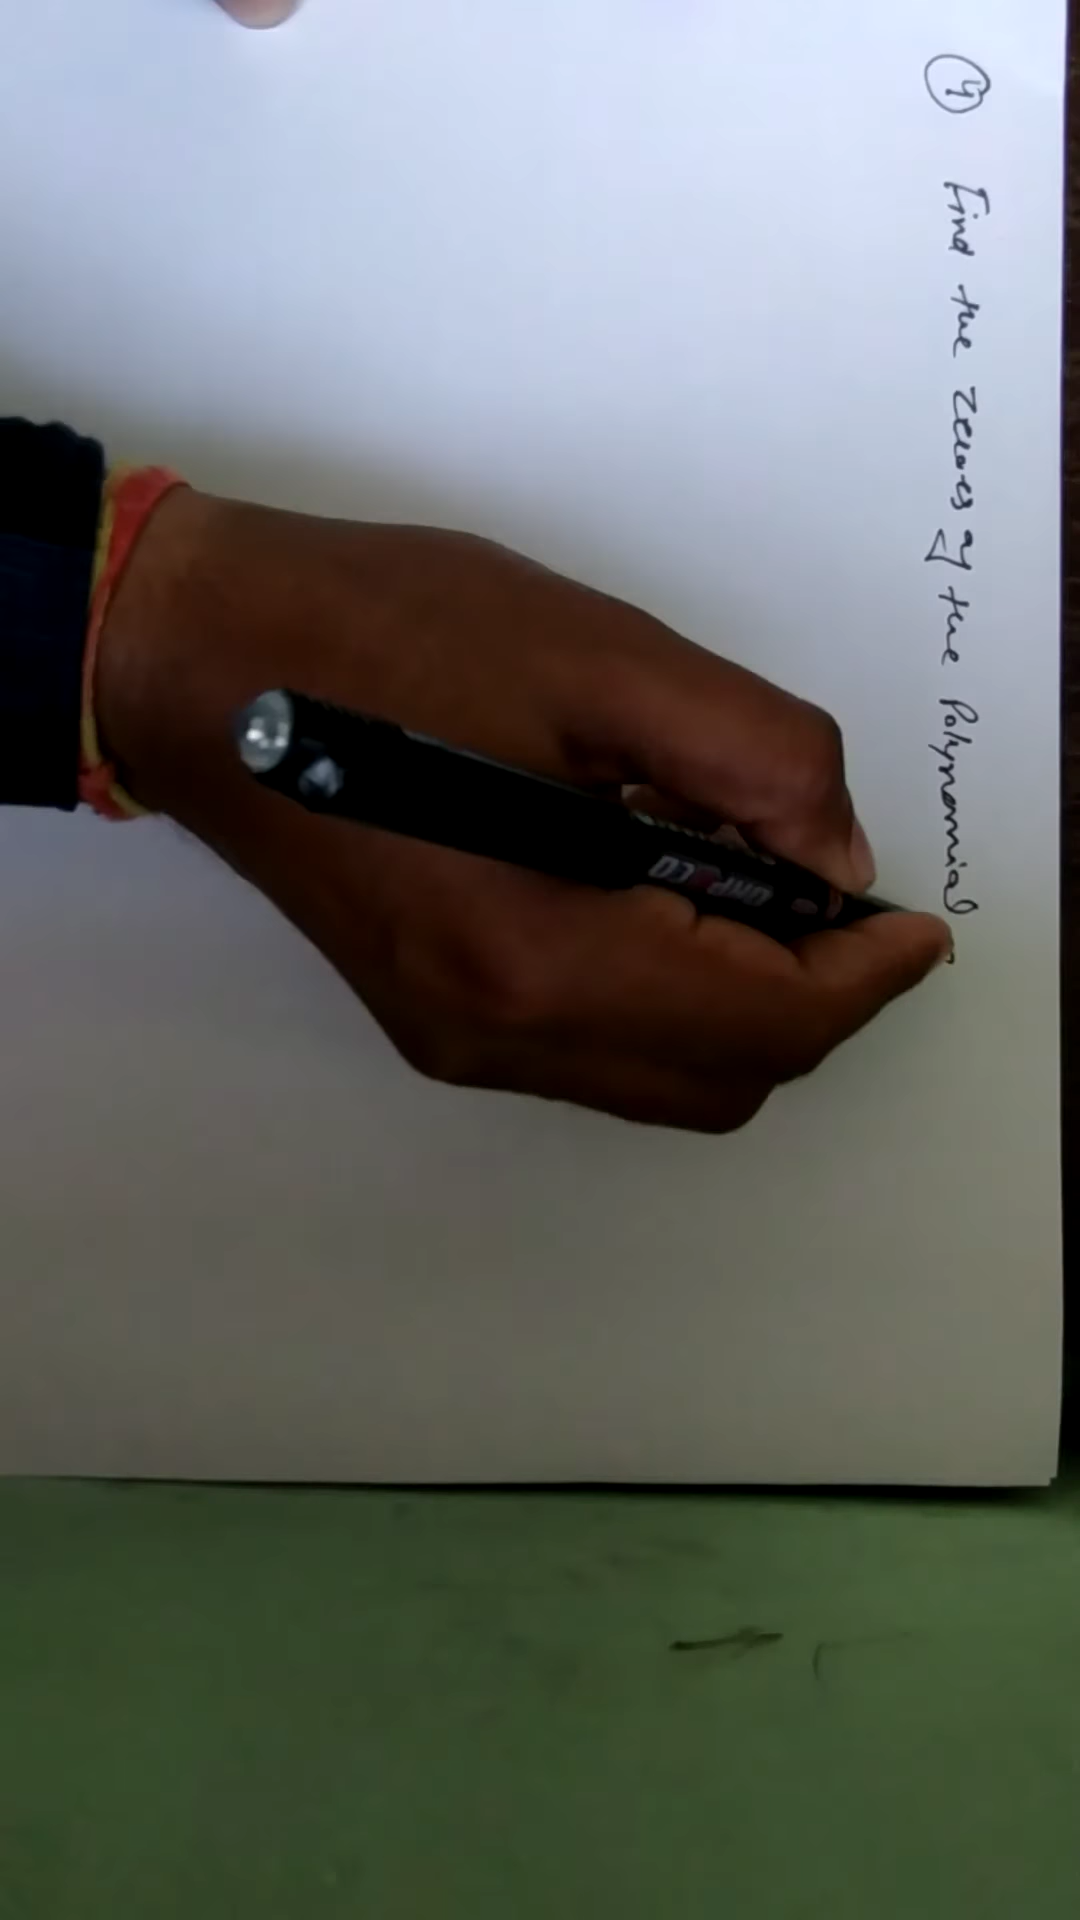 ④ Find the zeroes of the Polynomial